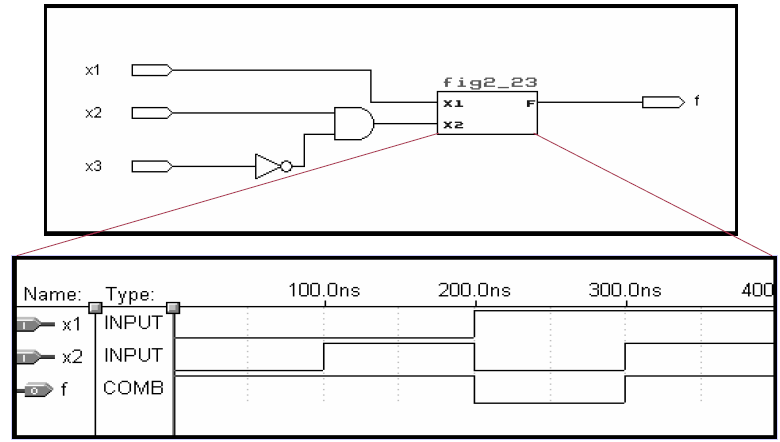 x1
fig2_23
X1 F
x2
f
X2
x3
100.0ns 200.0ns 300.0ns 400
Name: Type:
I x1 INPUT
I x2 INPUT
O f COMB